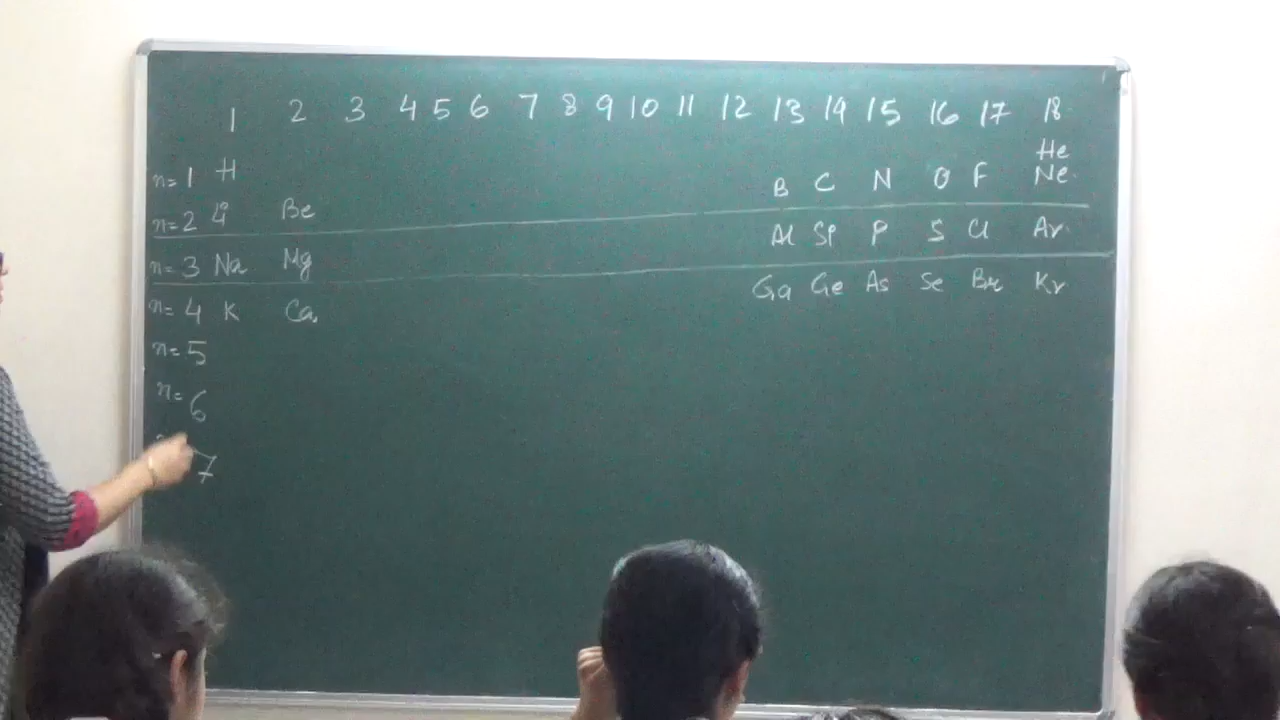 1 2 3 4 5 6 7 8 9 10 11 12 13 14 15 16 17 18
He
n=1 H
B C N O F Ne
n=2 Li Be
Al Si P S Cl Ar
n=3 Na Mg
Ga Ge As Se Br Kr
n=4 K Ca
n=5
n=6
7